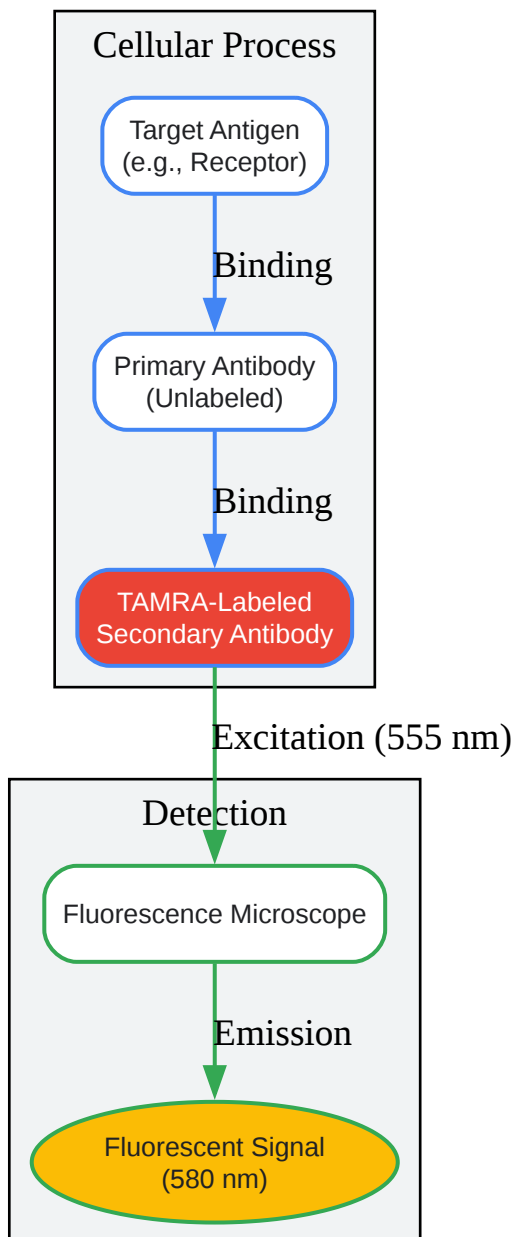 Cellular Process
Target Antigen
(e.g., Receptor)
Binding
Primary Antibody
(Unlabeled)
Binding
TAMRA-Labeled
Secondary Antibody
Excitation (555 nm)
Detection
Fluorescence Microscope
Emission
Fluorescent Signal
(580 nm)